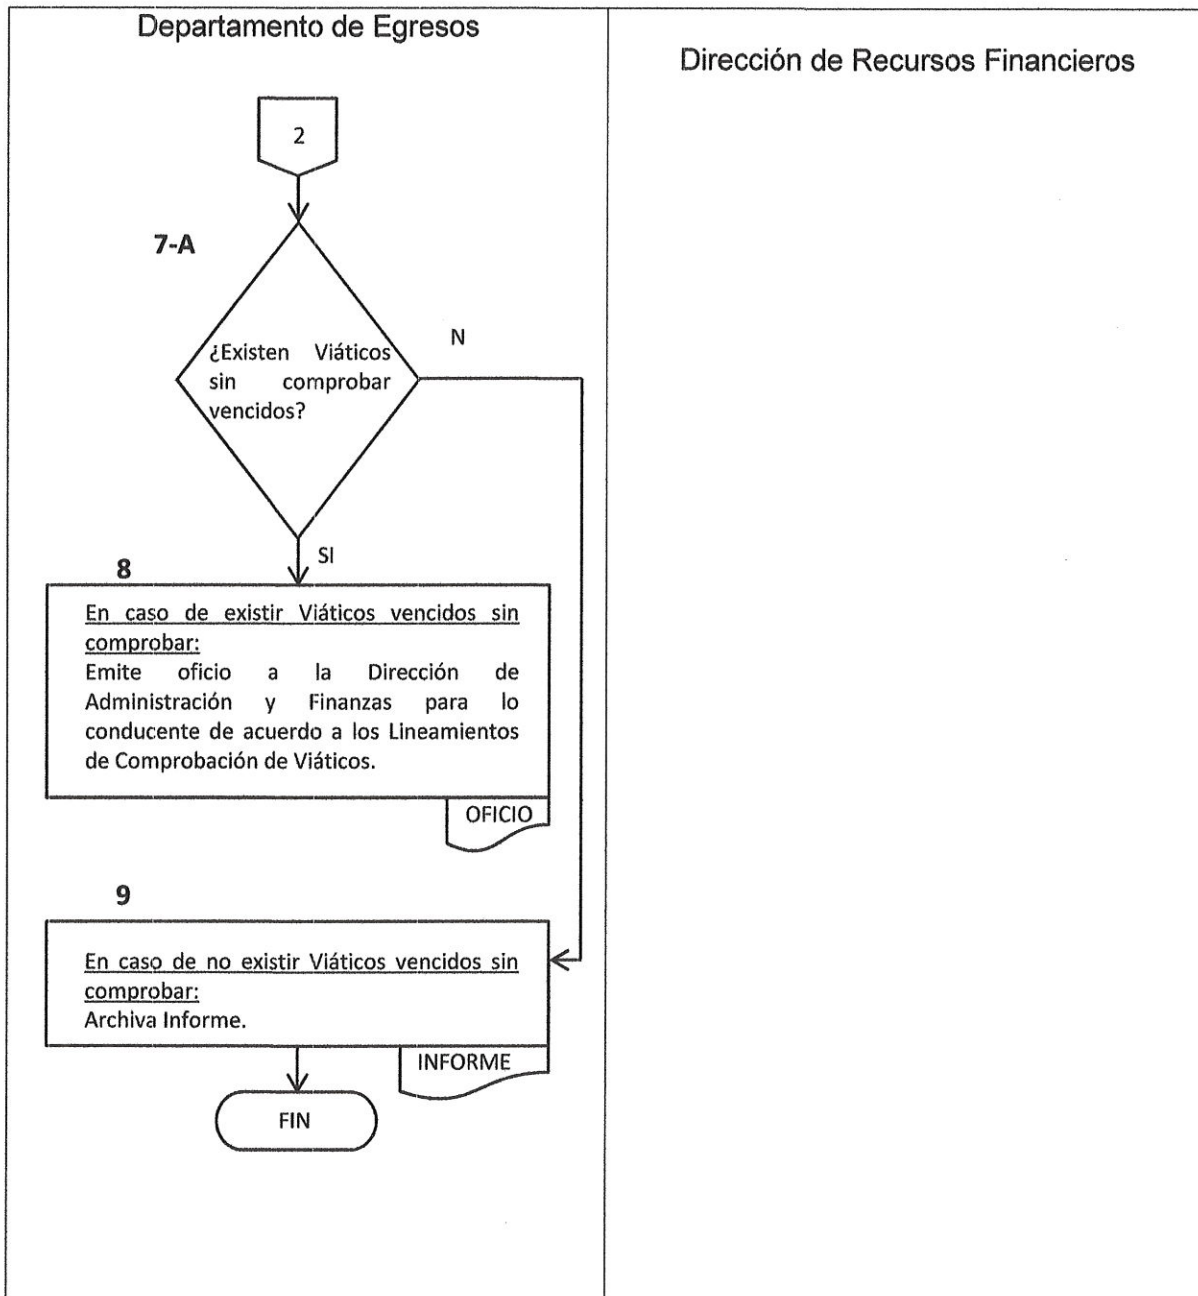 Departamento de Egresos
Dirección de Recursos Financieros
2
7-A
¿Existen Viáticos
sin comprobar
vencidos?
N
SI
8
En caso de existir Viáticos vencidos sin
comprobar:
Emite oficio a la Dirección de
Administración y Finanzas para lo
conducente de acuerdo a los Lineamientos
de Comprobación de Viáticos.
OFICIO
9
En caso de no existir Viáticos vencidos sin
comprobar:
Archiva Informe.
INFORME
FIN